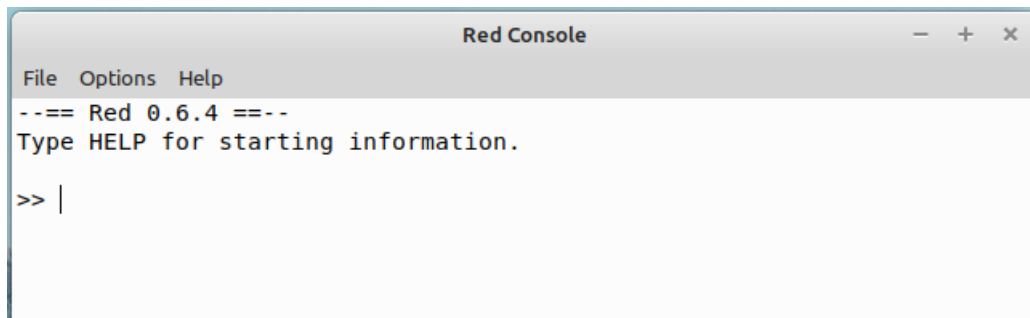 Red Console
File Options Help
--== Red 0.6.4 ==--
Type HELP for starting information.
>>